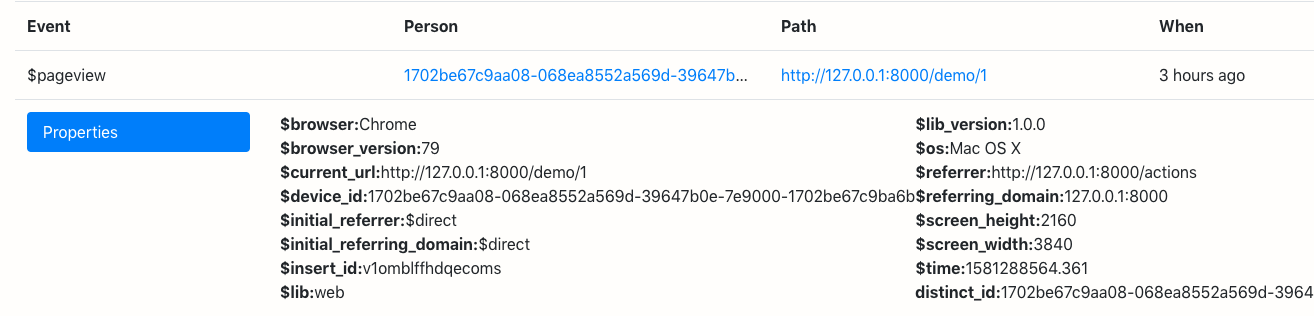 Event Person Path When
$pageview 1702be67c9aa08-068ea8552a569d-39647b... http://127.0.0.1:8000/demo/1 3 hours ago
Properties
$browser:Chrome
$browser_version:79
$current_url:http://127.0.0.1:8000/demo/1
$device_id:1702be67c9aa08-068ea8552a569d-39647b0e-7e9000-1702be67c9ba6b
$initial_referrer:$direct
$initial_referring_domain:$direct
$insert_id:v1omblffhdqecoms
$lib:web
$lib_version:1.0.0
$os:Mac OS X
$referrer:http://127.0.0.1:8000/actions
$referring_domain:127.0.0.1:8000
$screen_height:2160
$screen_width:3840
$time:1581288564.361
distinct_id:1702be67c9aa08-068ea8552a569d-3964